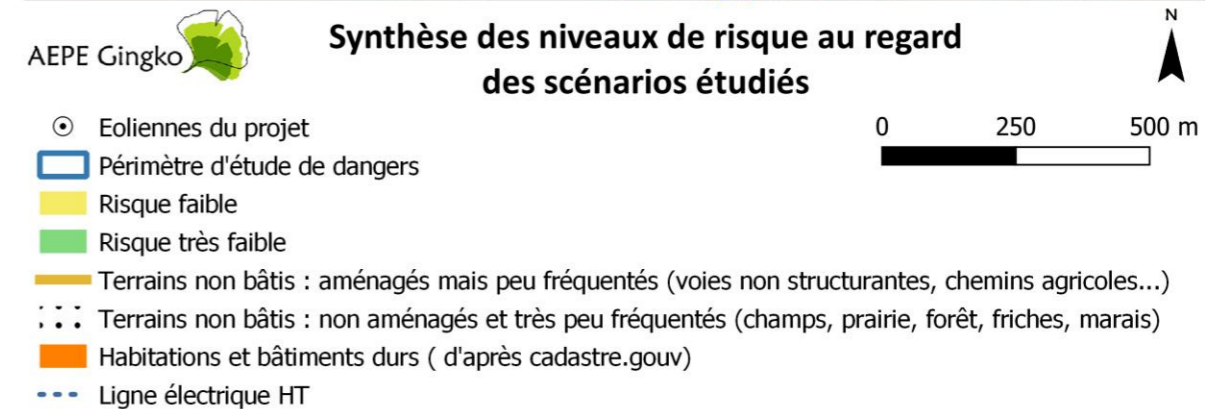 AEPE Gingko
Synthèse des niveaux de risque au regard
des scénarios étudiés
N
0 250 500 m
Eoliennes du projet
Périmètre d'étude de dangers
Risque faible
Risque très faible
Terrains non bâtis : aménagés mais peu fréquentés (voies non structurantes, chemins agricoles...)
Terrains non bâtis : non aménagés et très peu fréquentés (champs, prairie, forêt, friches, marais)
Habitations et bâtiments durs ( d'après cadastre.gouv)
Ligne électrique HT